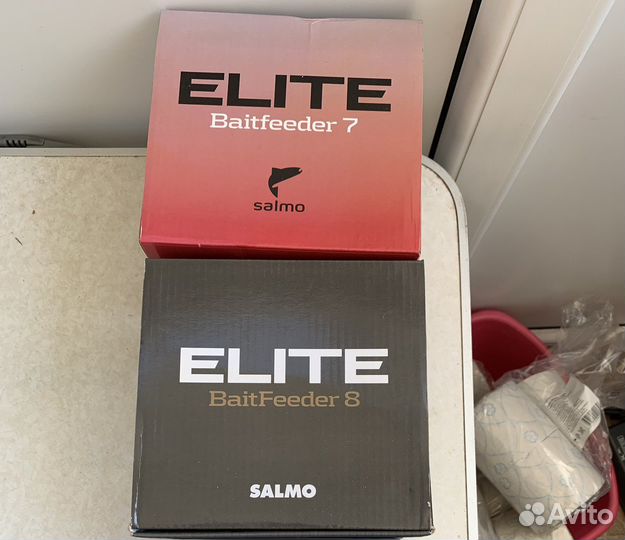 ELITE
Baitfeeder 7
salmo
ELITE
BaitFeeder 8
SALMO
Avito